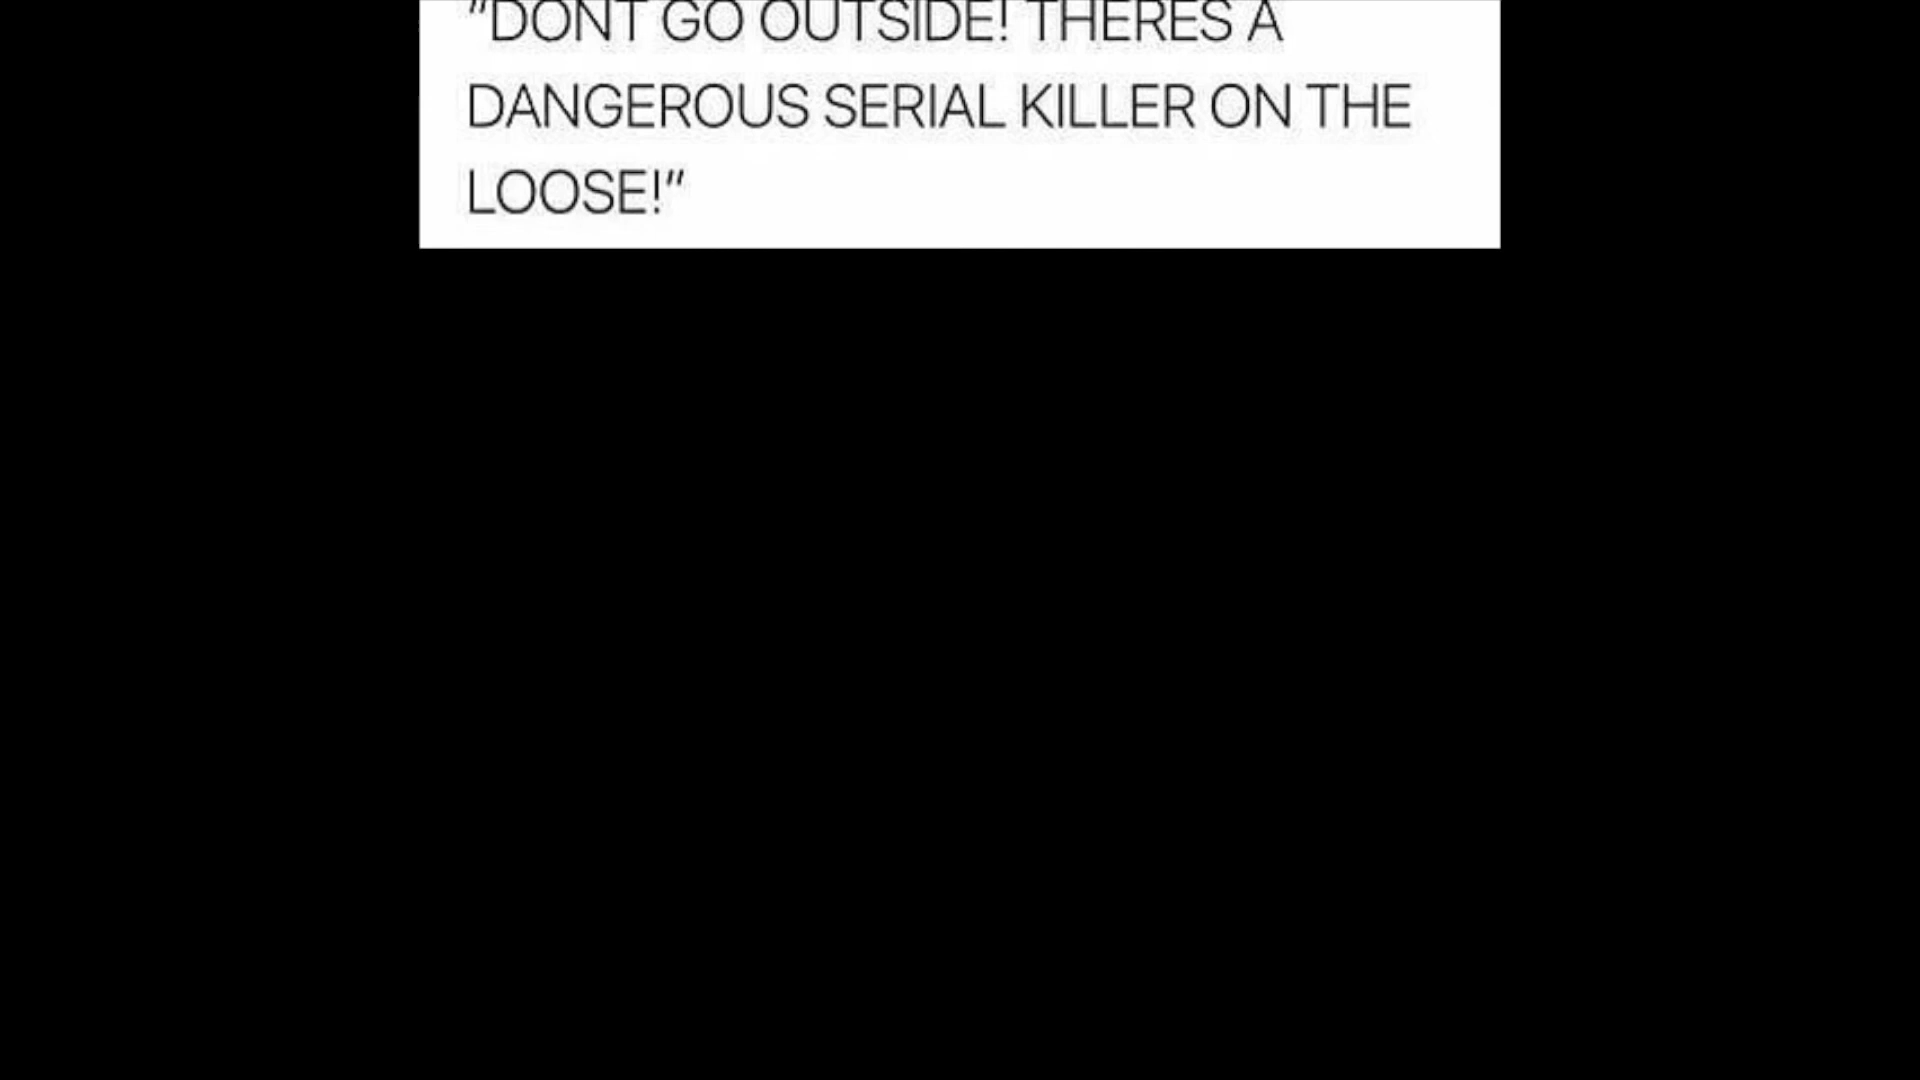 "DONT GO OUTSIDE! THERES A
DANGEROUS SERIAL KILLER ON THE
LOOSE!"